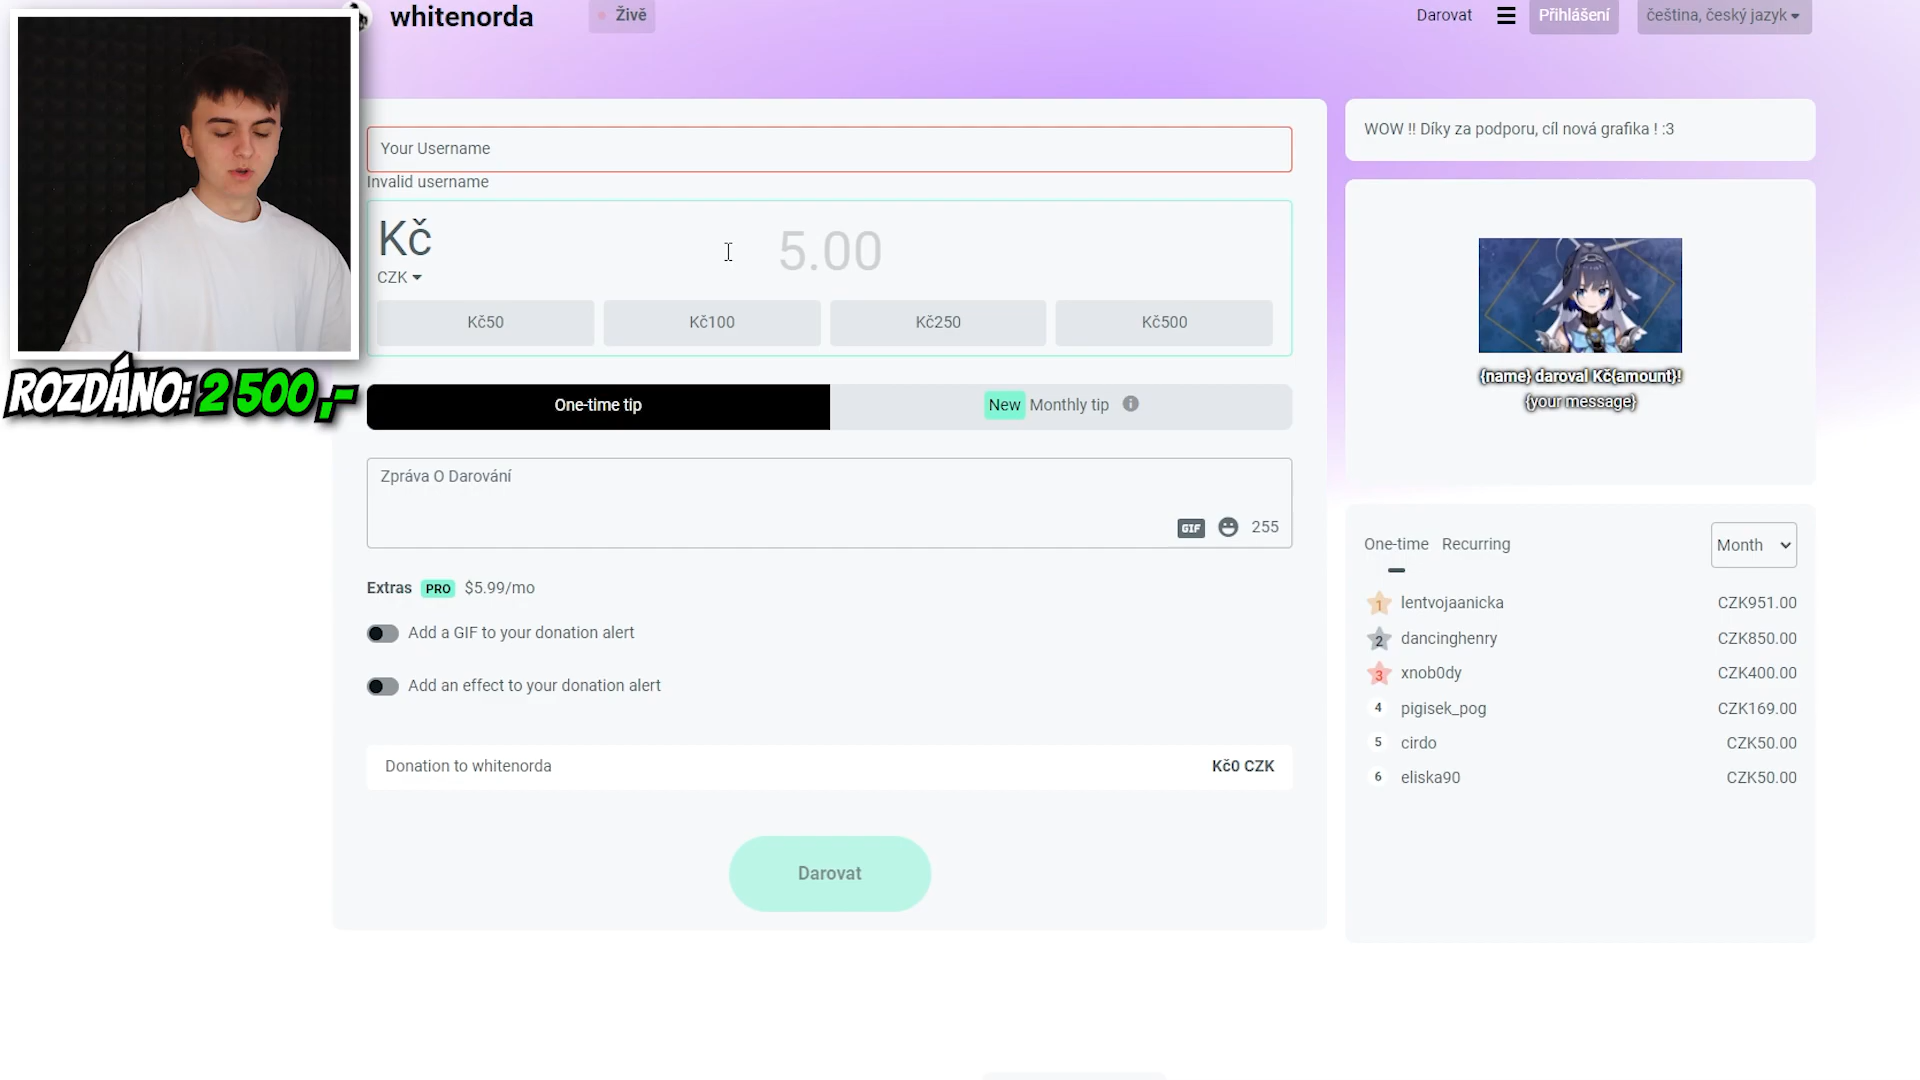 whitenorda
Živě
Darovat
Přihlášení
čeština, český jazyk
Your Username
Invalid username
Kč
CZK
5.00
Kč50
Kč100
Kč250
Kč500
One-time tip
New Monthly tip
Zpráva O Darování
GIF
255
Extras PRO $5.99/mo
Add a GIF to your donation alert
Add an effect to your donation alert
Donation to whitenorda
Kč0 CZK
Darovat
ROZDÁNO: 2 500 ,-
WOW !! Díky za podporu, cíl nová grafika ! :3
{name} daroval Kč{amount}!
{your message}
One-time Recurring
Month
1 lentvojaanicka CZK951.00
2 dancinghenry CZK850.00
3 xnob0dy CZK400.00
4 pigisek_pog CZK169.00
5 cirdo CZK50.00
6 eliska90 CZK50.00